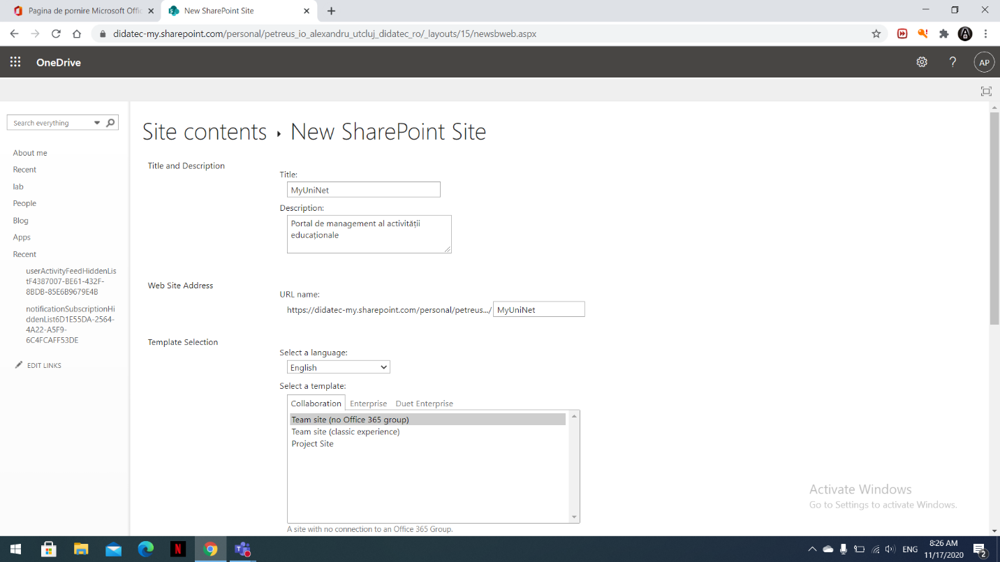 Pagina de pornire Microsoft Offic
New SharePoint Site
didatec-my.sharepoint.com/personal/petreus_io_alexandru_utcluj_didatec_ro/_layouts/15/newsbweb.aspx
OneDrive
?
AP
Search everything
About me
Recent
lab
People
Blog
Apps
Recent
userActivityFeedHiddenLis
tF4387007-BE61-432F-
8BDB-85E6B9679E4B
notificationSubscriptionHi
ddenList6D1E55DA-2564-
4A22-A5F9-
6C4FCAFF53DE
EDIT LINKS
Site contents ▸ New SharePoint Site
Title and Description
Title:
MyUniNet
Description:
Portal de management al activității
educaționale
Web Site Address
URL name:
https://didatec-my.sharepoint.com/personal/petreus.../ MyUniNet
Template Selection
Select a language:
English
Select a template:
Collaboration Enterprise Duet Enterprise
Team site (no Office 365 group)
Team site (classic experience)
Project Site
A site with no connection to an Office 365 Group.
Activate Windows
Go to Settings to activate Windows.
ENG
8:26 AM
11/17/2020
2